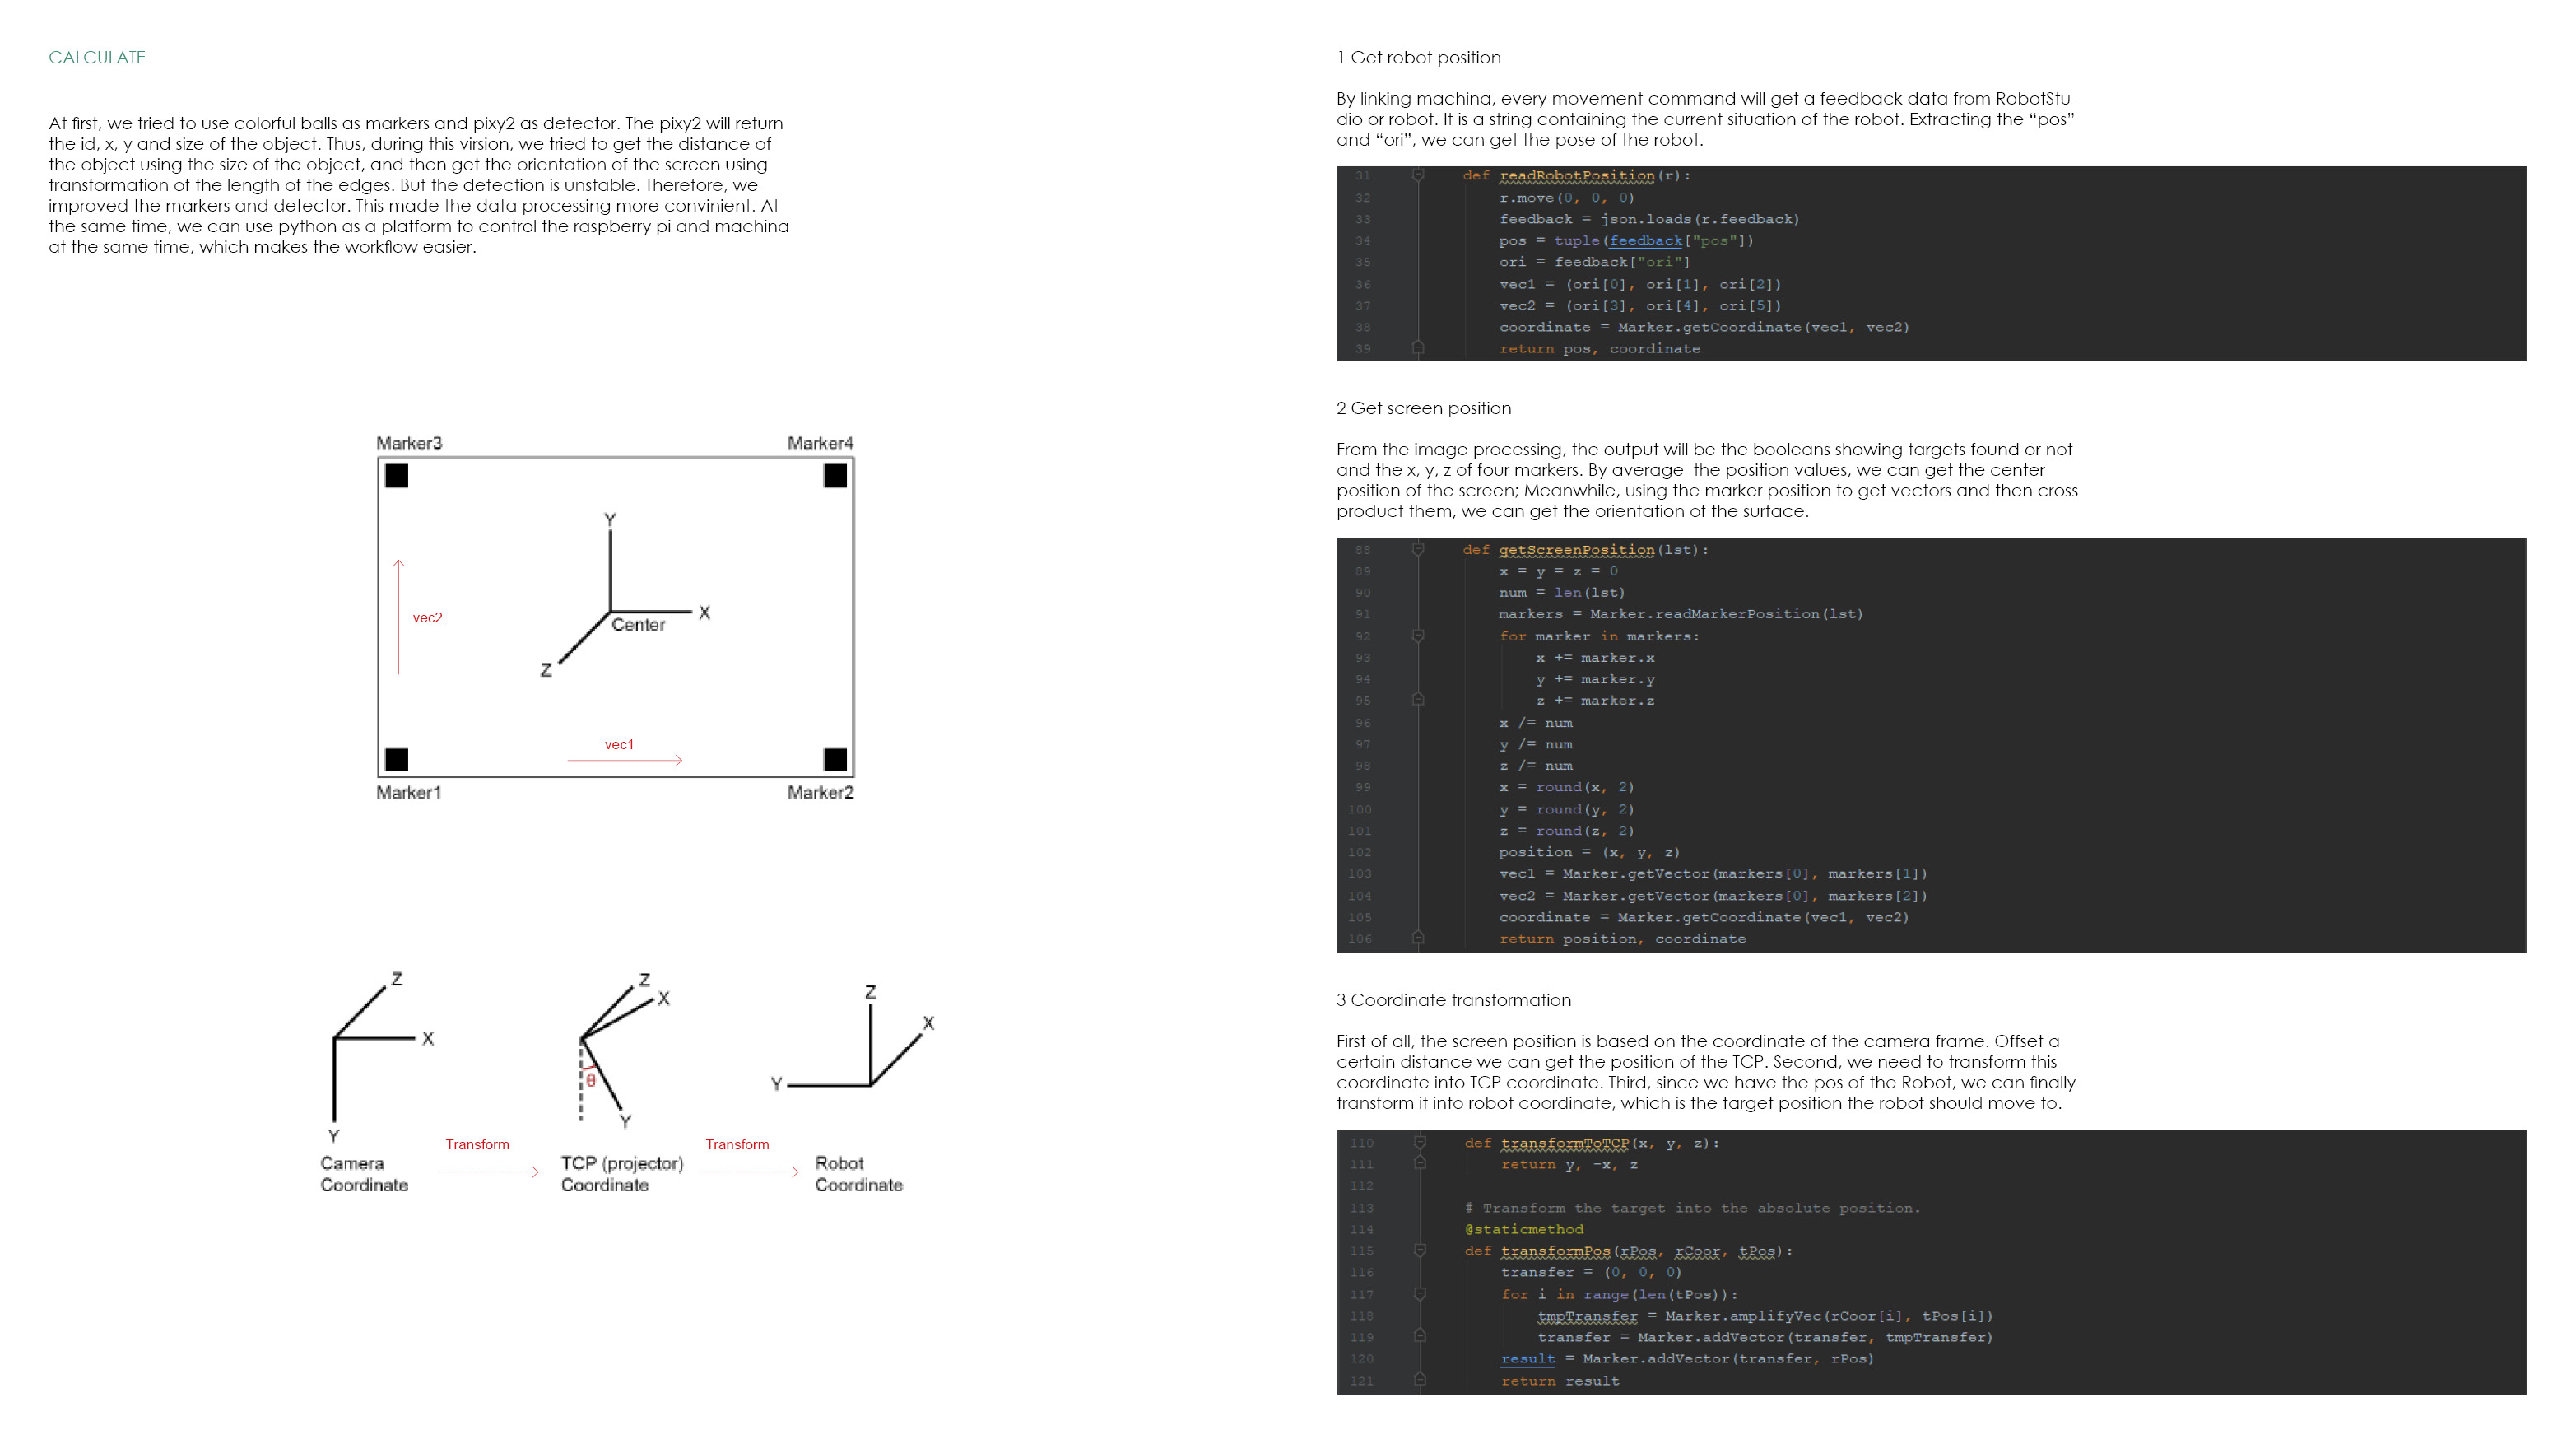 CALCULATE
At first, we tried to use colorful balls as markers and pixy2 as detector. The pixy2 will return
the id, x, y and size of the object. Thus, during this virsion, we tried to get the distance of
the object using the size of the object, and then get the orientation of the screen using
transformation of the length of the edges. But the detection is unstable. Therefore, we
improved the markers and detector. This made the data processing more convinient. At
the same time, we can use python as a platform to control the raspberry pi and machina
at the same time, which makes the workflow easier.
Marker3
Marker4
Y
X
Center
Z
vec2
vec1
Marker1
Marker2
Z
X
Y
Camera
Coordinate
Transform
Z
X
θ
Y
TCP (projector)
Coordinate
Transform
Z
X
Y
Robot
Coordinate
1 Get robot position
By linking machina, every movement command will get a feedback data from RobotStu-
dio or robot. It is a string containing the current situation of the robot. Extracting the “pos”
and “ori”, we can get the pose of the robot.
31 def readRobotPosition(r):
32 r.move(0, 0, 0)
33 feedback = json.loads(r.feedback)
34 pos = tuple(feedback["pos"])
35 ori = feedback["ori"]
36 vec1 = (ori[0], ori[1], ori[2])
37 vec2 = (ori[3], ori[4], ori[5])
38 coordinate = Marker.getCoordinate(vec1, vec2)
39 return pos, coordinate
2 Get screen position
From the image processing, the output will be the booleans showing targets found or not
and the x, y, z of four markers. By average  the position values, we can get the center
position of the screen; Meanwhile, using the marker position to get vectors and then cross
product them, we can get the orientation of the surface.
88 def getScreenPosition(lst):
89 x = y = z = 0
90 num = len(lst)
91 markers = Marker.readMarkerPosition(lst)
92 for marker in markers:
93 x += marker.x
94 y += marker.y
95 z += marker.z
96 x /= num
97 y /= num
98 z /= num
99 x = round(x, 2)
100 y = round(y, 2)
101 z = round(z, 2)
102 position = (x, y, z)
103 vec1 = Marker.getVector(markers[0], markers[1])
104 vec2 = Marker.getVector(markers[0], markers[2])
105 coordinate = Marker.getCoordinate(vec1, vec2)
106 return position, coordinate
3 Coordinate transformation
First of all, the screen position is based on the coordinate of the camera frame. Offset a
certain distance we can get the position of the TCP. Second, we need to transform this
coordinate into TCP coordinate. Third, since we have the pos of the Robot, we can finally
transform it into robot coordinate, which is the target position the robot should move to.
110 def transformToTCP(x, y, z):
111 return y, -x, z
112
113 # Transform the target into the absolute position.
114 @staticmethod
115 def transformPos(rPos, rCoor, tPos):
116 transfer = (0, 0, 0)
117 for i in range(len(tPos)):
118 tmpTransfer = Marker.amplifyVec(rCoor[i], tPos[i])
119 transfer = Marker.addVector(transfer, tmpTransfer)
120 result = Marker.addVector(transfer, rPos)
121 return result